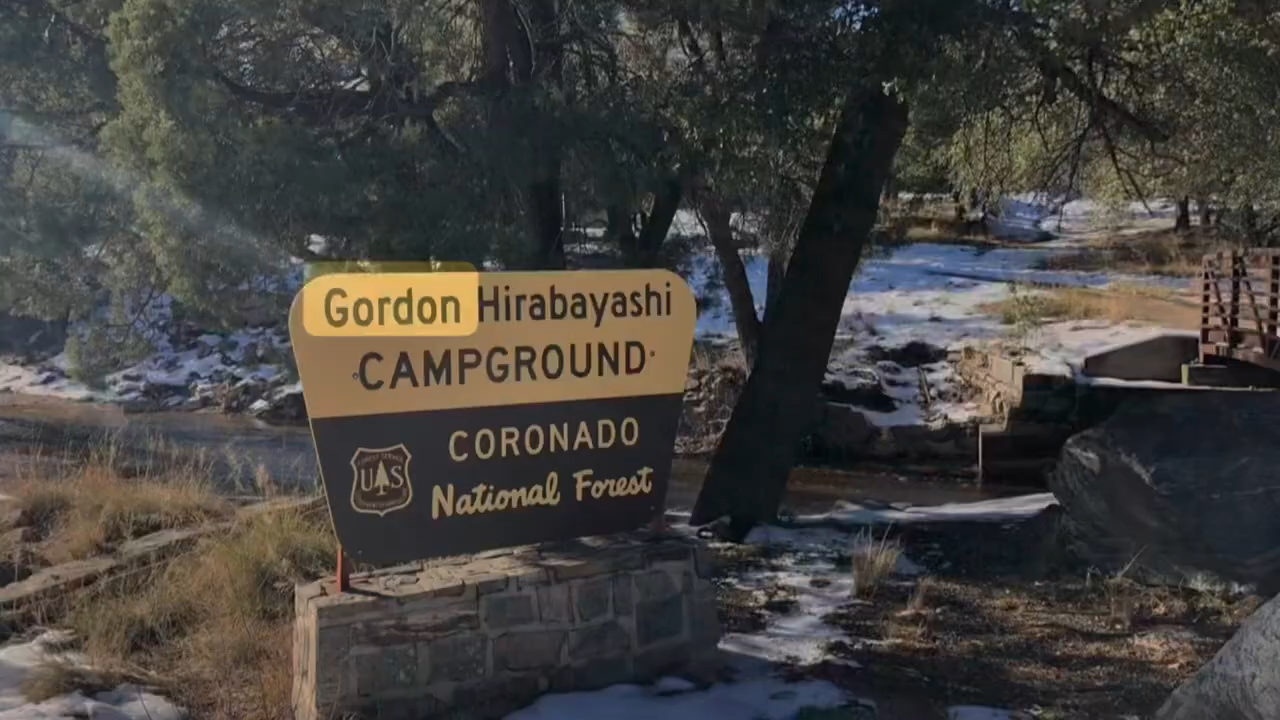 Gordon Hirabayashi
CAMPGROUND
CORONADO
National Forest
U S